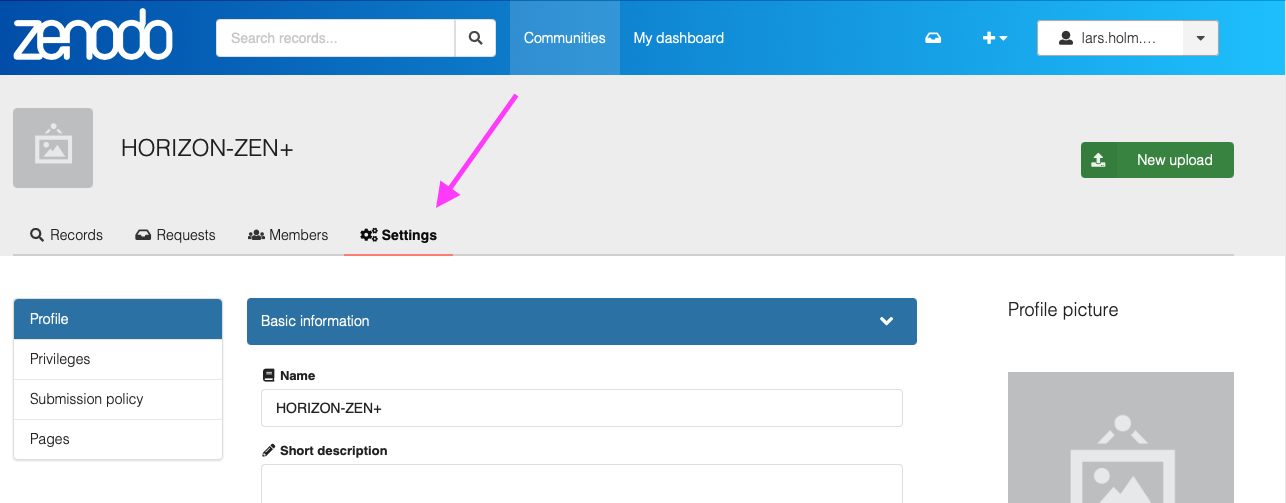 zenodo
Search records...
Communities
My dashboard
lars.holm....
HORIZON-ZEN+
New upload
Records
Requests
Members
Settings
Profile
Privileges
Submission policy
Pages
Basic information
Name
HORIZON-ZEN+
Short description
Profile picture